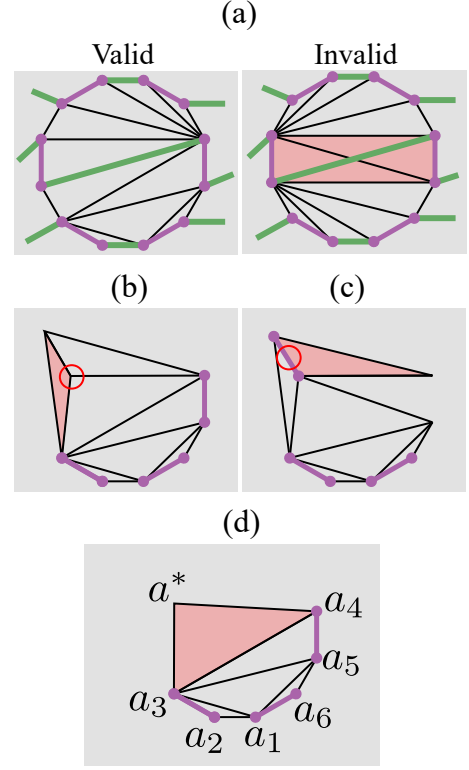 (a)
Valid Invalid
(b) (c)
(d)
a*
a₄
a₃ a₅
a₆
a₂ a₁